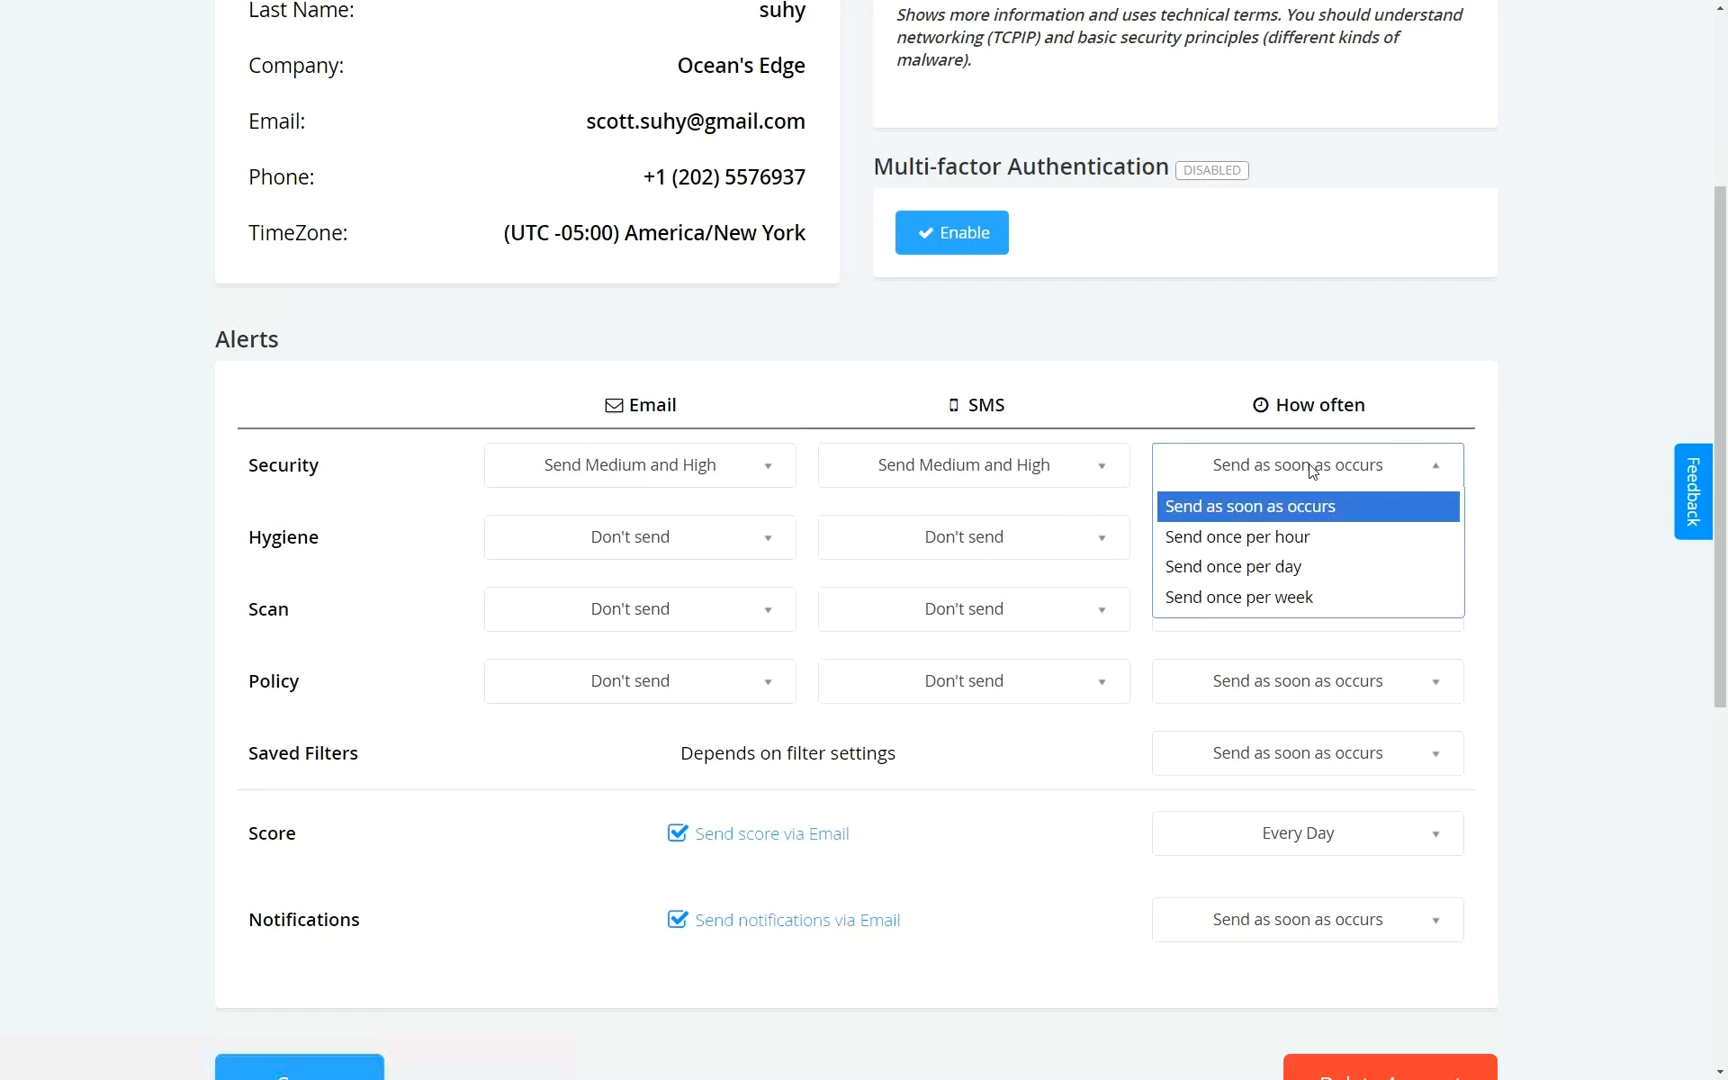 Last Name: suhy
Shows more information and uses technical terms. You should understand
networking (TCPIP) and basic security principles (different kinds of
malware).
Company: Ocean's Edge
Email: scott.suhy@gmail.com
Phone: +1 (202) 5576937
TimeZone: (UTC -05:00) America/New York
Multi-factor Authentication DISABLED
Enable
Alerts
Email SMS How often
Security Send Medium and High Send Medium and High Send as soon as occurs
Send as soon as occurs
Send once per hour
Send once per day
Send once per week
Hygiene Don't send Don't send
Scan Don't send Don't send
Policy Don't send Don't send Send as soon as occurs
Saved Filters Depends on filter settings Send as soon as occurs
Score Send score via Email Every Day
Notifications Send notifications via Email Send as soon as occurs
Feedback